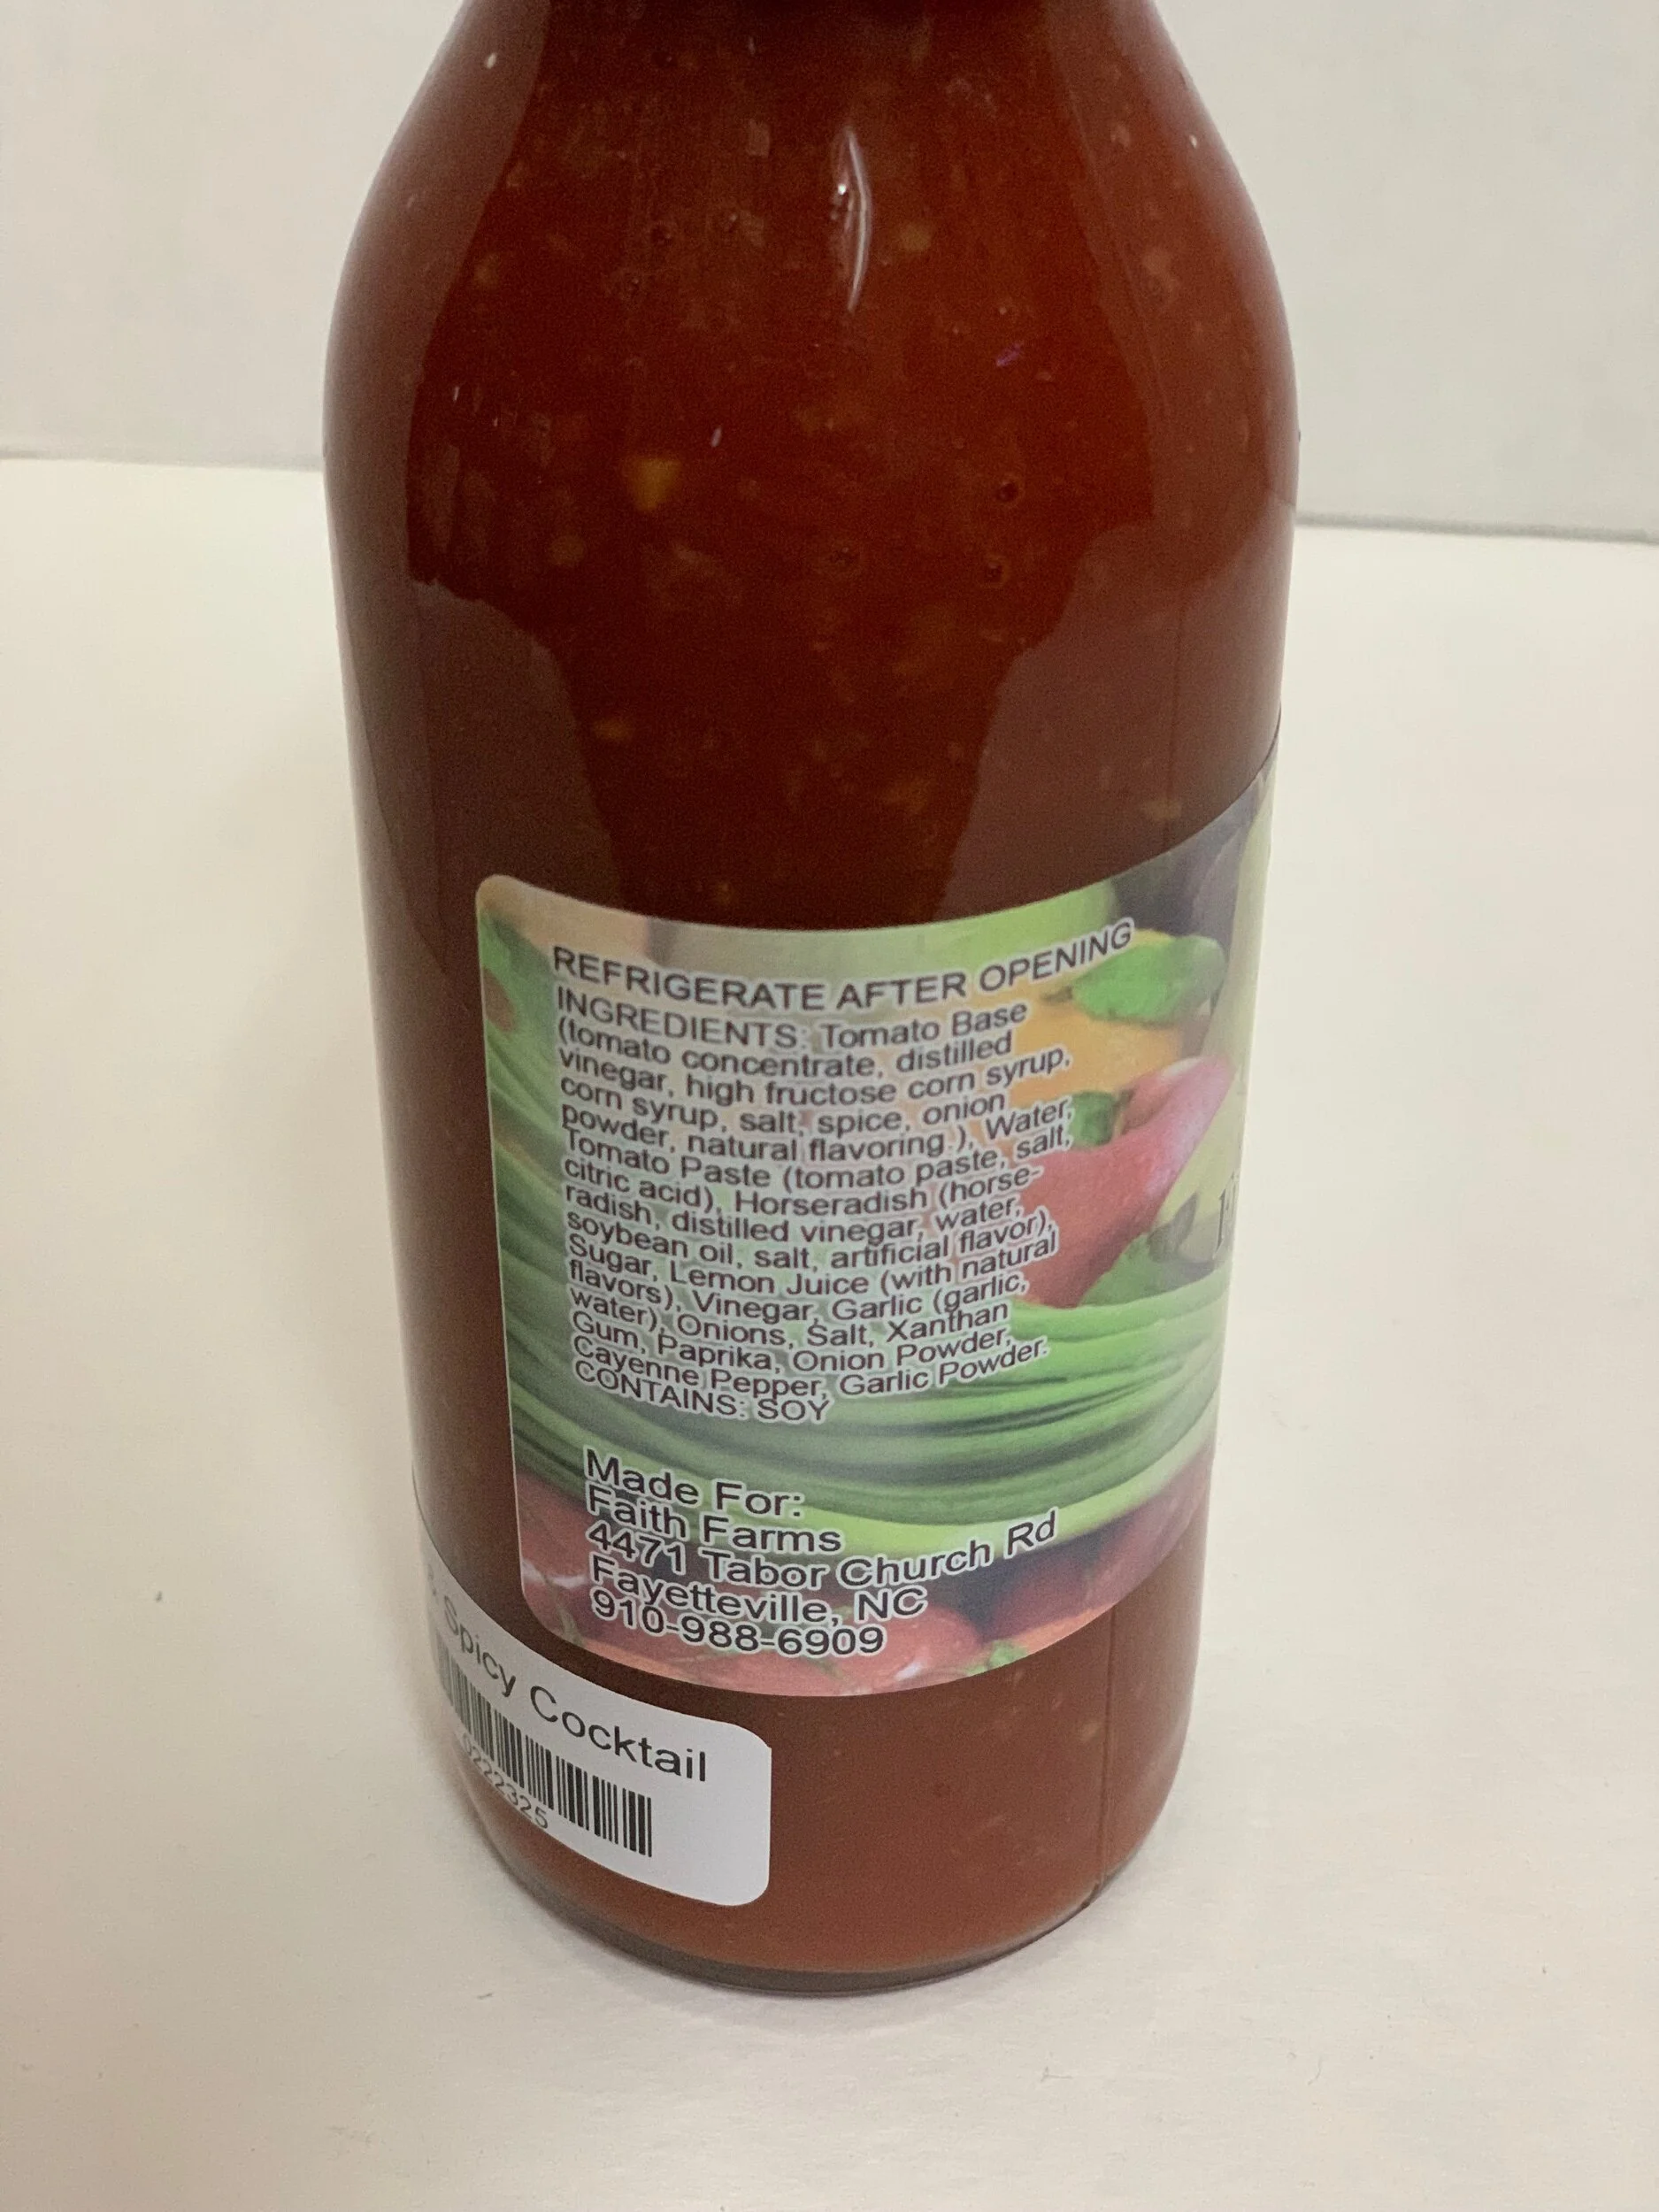 REFRIGERATE AFTER OPENING
INGREDIENTS: Tomato Base
(tomato concentrate, distilled
vinegar, high fructose corn syrup,
corn syrup, salt, spice, onion
powder, natural flavoring ), Water,
Tomato Paste (tomato paste, salt,
citric acid), Horseradish (horse-
radish, distilled vinegar, water,
soybean oil, salt, artificial flavor),
Sugar, Lemon Juice (with natural
flavors), Vinegar, Garlic (garlic,
water), Onions, Salt, Xanthan
Gum, Paprika, Onion Powder,
Cayenne Pepper, Garlic Powder.
CONTAINS: SOY
Made For:
Faith Farms
4471 Tabor Church Rd
Fayetteville, NC
910-988-6909
Spicy Cocktail
0222325